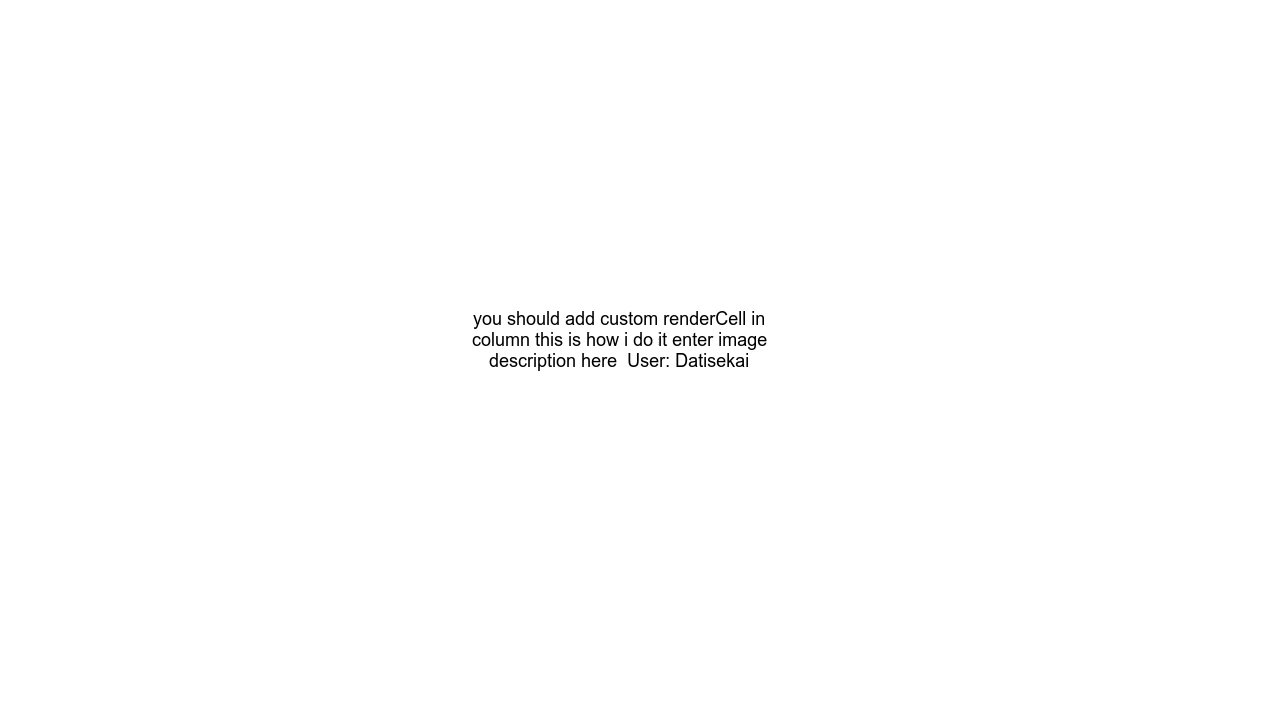 you should add custom renderCell in
column this is how i do it enter image
description here  User: Datisekai